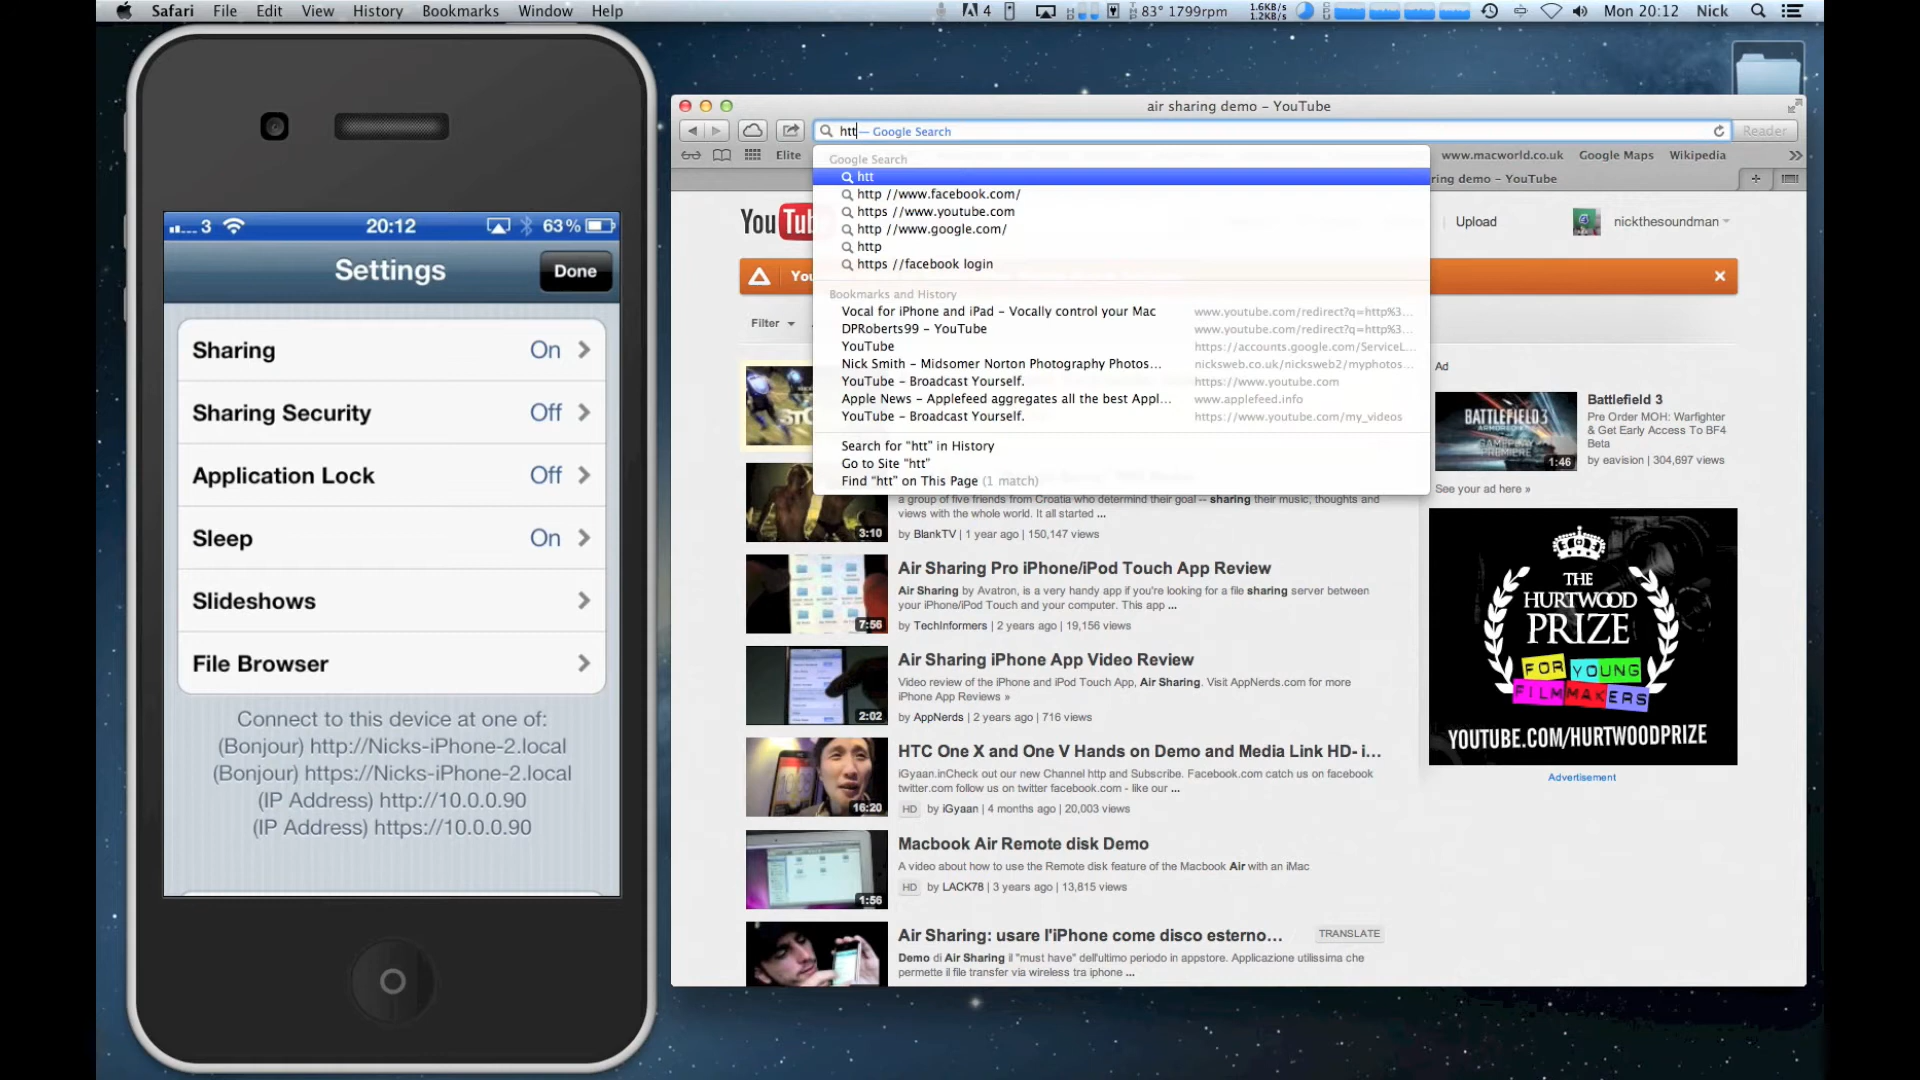 Safari File Edit View History Bookmarks Window Help
4 83° 1799rpm 1.6KB/s 1.2KB/s Mon 20:12 Nick
3 20:12 63%
Settings Done
Sharing On
Sharing Security Off
Application Lock Off
Sleep On
Slideshows
File Browser
Connect to this device at one of:
(Bonjour) http://Nicks-iPhone-2.local
(Bonjour) https://Nicks-iPhone-2.local
(IP Address) http://10.0.0.90
(IP Address) https://10.0.0.90
air sharing demo – YouTube
htt — Google Search Reader
Elite www.macworld.co.uk Google Maps Wikipedia
ring demo – YouTube
Google Search
htt
http //www.facebook.com/
https //www.youtube.com
http //www.google.com/
http
https //facebook login
Bookmarks and History
Vocal for iPhone and iPad – Vocally control your Mac www.youtube.com/redirect?q=http%3...
DPRoberts99 – YouTube www.youtube.com/redirect?q=http%3...
YouTube https://accounts.google.com/ServiceL...
Nick Smith – Midsomer Norton Photography Photos... nicksweb.co.uk/nicksweb2/myphotos...
YouTube – Broadcast Yourself. https://www.youtube.com
Apple News – Applefeed aggregates all the best Appl... www.applefeed.info
YouTube – Broadcast Yourself. https://www.youtube.com/my_videos
Search for “htt” in History
Go to Site “htt”
Find “htt” on This Page (1 match)
You Tub Upload nickthesoundman
You
Filter
a group of five friends from Croatia who determined their goal -- sharing their music, thoughts and
views with the whole world. It all started ...
3:10 by BlankTV | 1 year ago | 150,147 views
Air Sharing Pro iPhone/iPod Touch App Review
Air Sharing by Avatron, is a very handy app if you're looking for a file sharing server between
your iPhone/iPod Touch and your computer. This app ...
7:56 by TechInformers | 2 years ago | 19,156 views
Air Sharing iPhone App Video Review
Video review of the iPhone and iPod Touch App, Air Sharing. Visit AppNerds.com for more
iPhone App Reviews »
2:02 by AppNerds | 2 years ago | 716 views
HTC One X and One V Hands on Demo and Media Link HD- i...
iGyaan.inCheck out our new Channel http and Subscribe. Facebook.com catch us on facebook
twitter.com follow us on twitter facebook.com - like our ...
16:20 HD by iGyaan | 4 months ago | 20,003 views
Macbook Air Remote disk Demo
A video about how to use the Remote disk feature of the Macbook Air with an iMac
HD by LACK78 | 3 years ago | 13,815 views
1:56
Air Sharing: usare l'iPhone come disco esterno... TRANSLATE
Demo di Air Sharing il "must have" dell'ultimo periodo in appstore. Applicazione utilissima che
permette il file transfer via wireless tra iphone ...
Ad
BATTLEFIELD 3
GAMEPLAY
PREMIERE
1:46
Battlefield 3
Pre Order MOH: Warfighter
& Get Early Access To BF4
Beta
by eavision | 304,697 views
See your ad here »
THE
HURTWOOD
PRIZE
FOR YOUNG
FILMMAKERS
YOUTUBE.COM/HURTWOODPRIZE
Advertisement